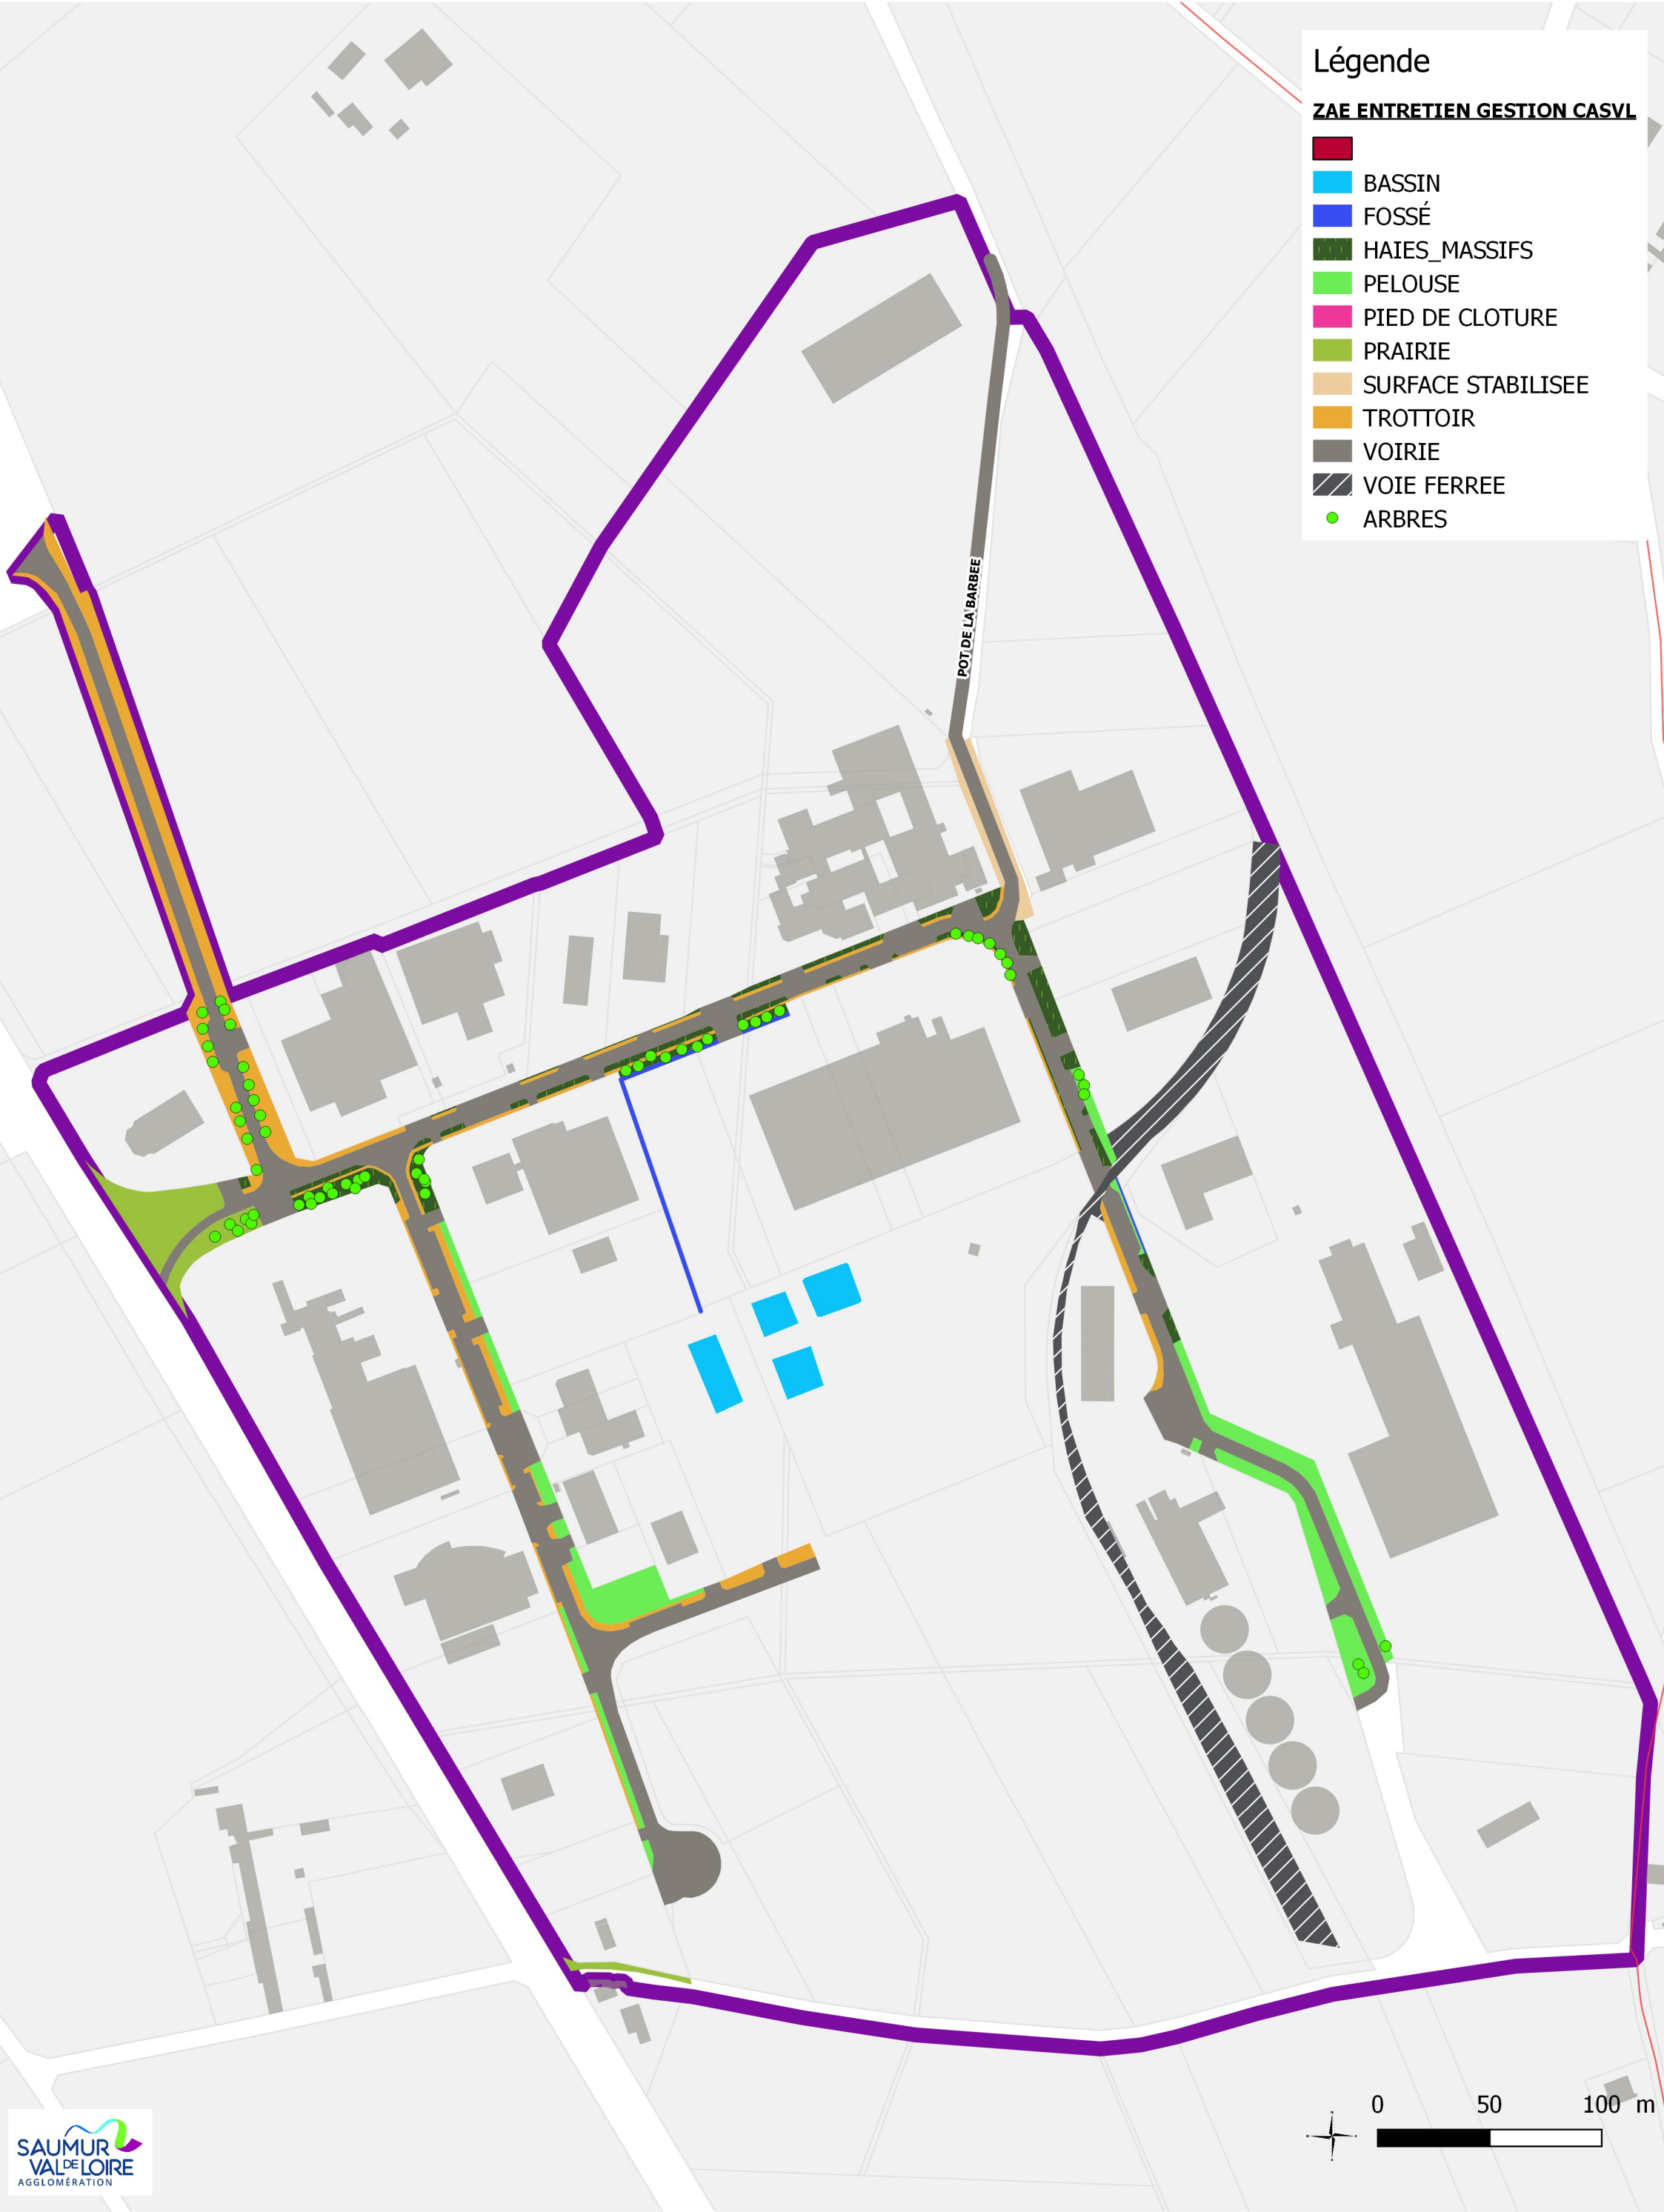 Légende
ZAE ENTRETIEN GESTION CASVL
BASSIN
FOSSÉ
HAIES_MASSIFS
PELOUSE
PIED DE CLOTURE
PRAIRIE
SURFACE STABILISEE
TROTTOIR
VOIRIE
VOIE FERREE
ARBRES
POT DE LA BARBEE
0 50 100 m
SAUMUR
VAL DE LOIRE
AGGLOMÉRATION